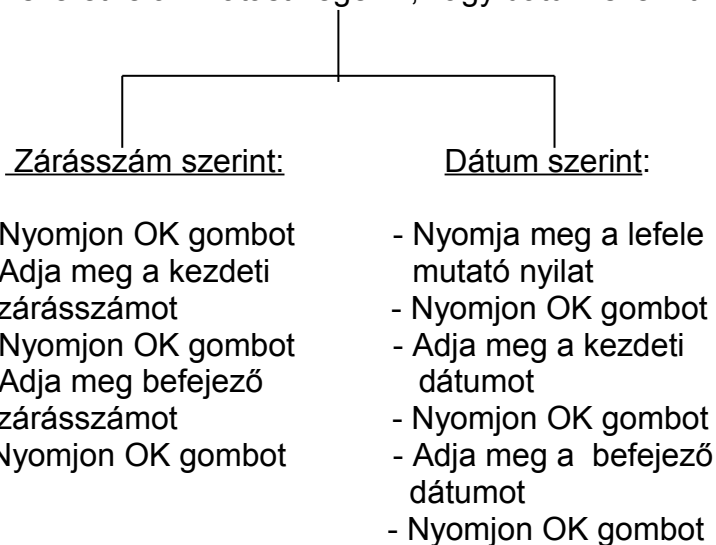 Zárásszám szerint:
Nyomjon OK gombot
Adja meg a kezdeti
zárásszámot
Nyomjon OK gombot
Adja meg befejező
zárásszámot
Nyomjon OK gombot
Dátum szerint:
- Nyomja meg a lefele
mutató nyilat
- Nyomjon OK gombot
- Adja meg a kezdeti
dátumot
- Nyomjon OK gombot
- Adja meg a befejező
dátumot
- Nyomjon OK gombot